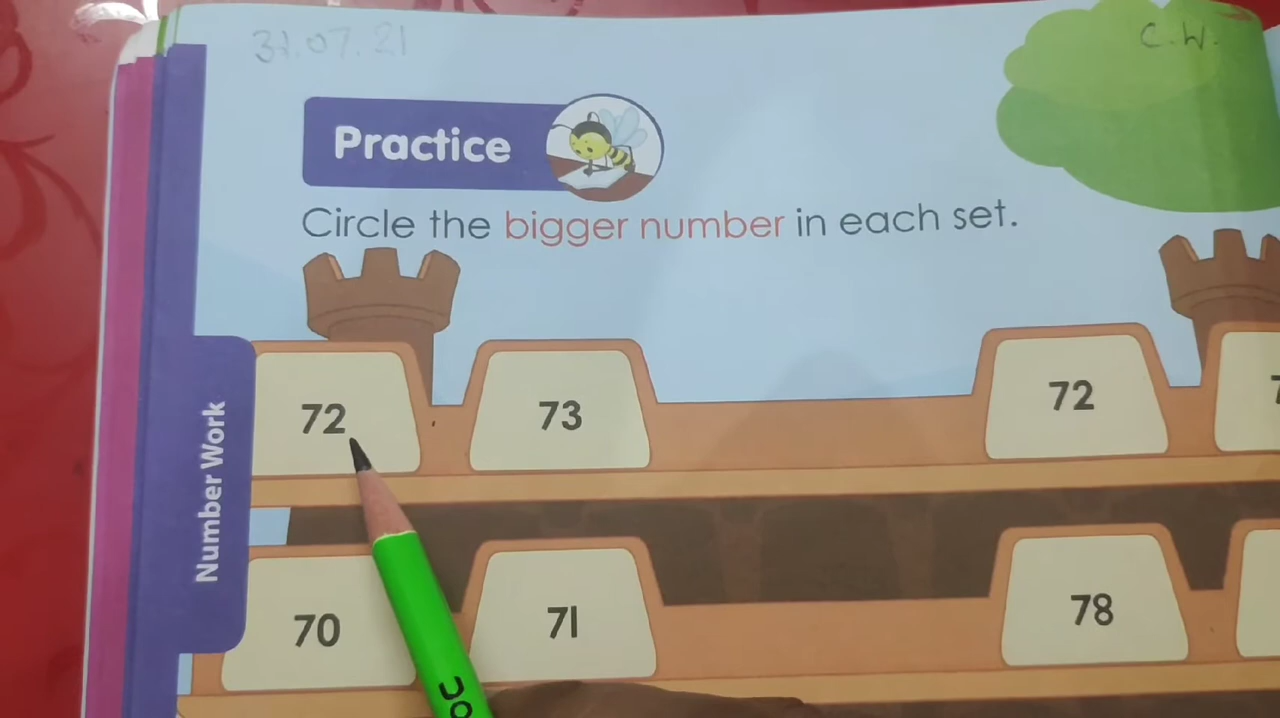 31.07.21
C.W.
Practice
Circle the bigger number in each set.
72 73 72
Number Work
70 71 78